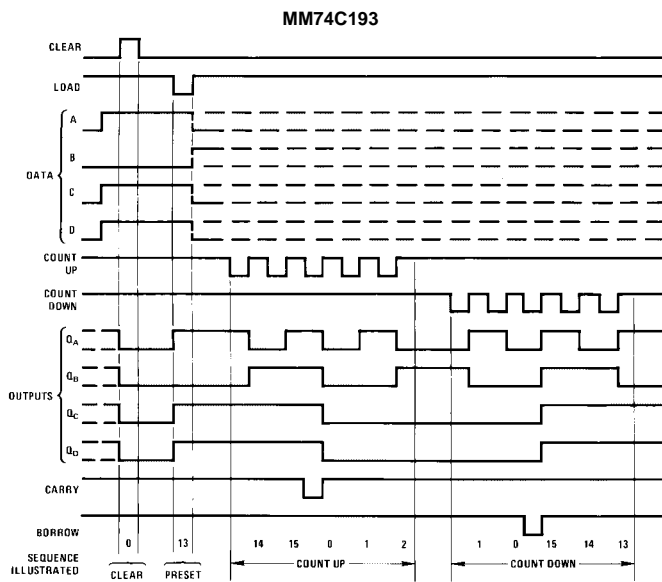 MM74C193
CLEAR
LOAD
A
B
DATA
C
D
COUNT
UP
COUNT
DOWN
QA
QB
OUTPUTS
QC
QD
CARRY
BORROW
0 13 14 15 0 1 2 1 0 15 14 13
SEQUENCE
ILLUSTRATED
CLEAR PRESET COUNT UP COUNT DOWN